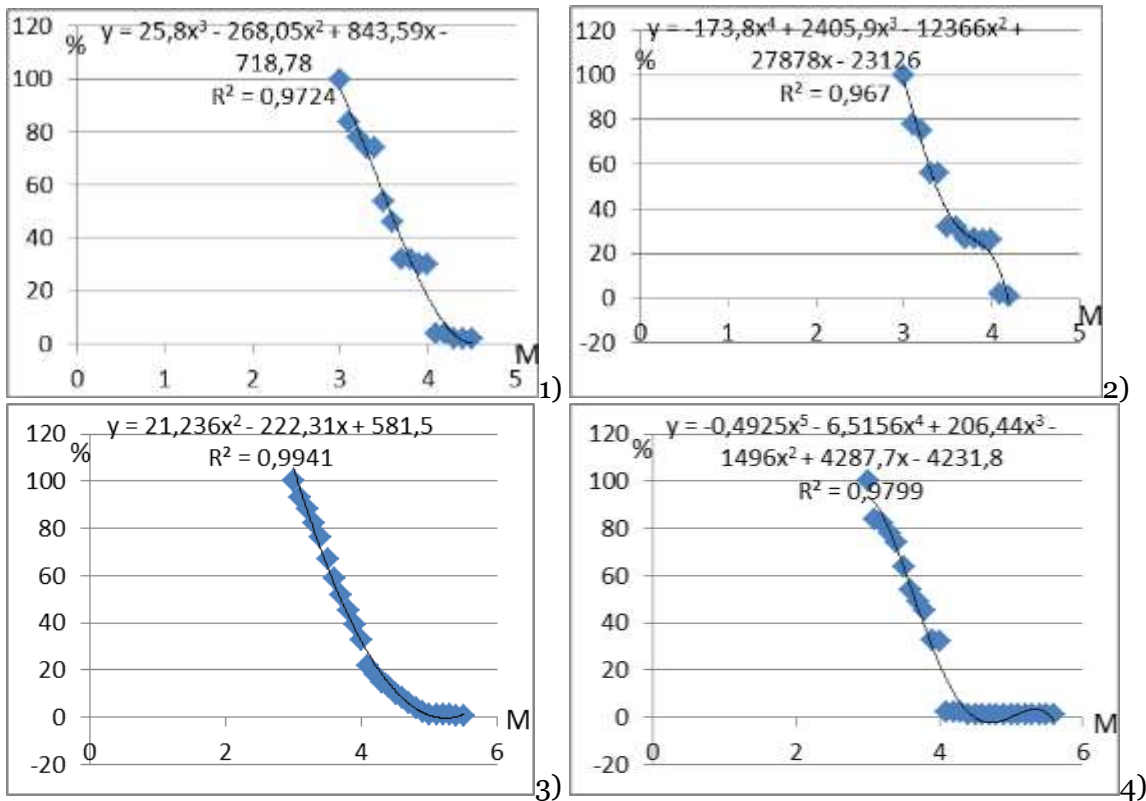 120
%
y = 25,8x³ - 268,05x² + 843,59x -
718,78
R² = 0,9724
100
80
60
40
20
0
0 1 2 3 4 5
M
1)
120
%
y = -173,8x⁴ + 2405,9x³ - 12366x² +
27878x - 23126
R² = 0,967
100
80
60
40
20
0
-20
0 1 2 3 4 5
M
2)
120
%
y = 21,236x² - 222,31x + 581,5
R² = 0,9941
100
80
60
40
20
0
-20
0 2 4 6
M
3)
120
%
y = -0,4925x⁵ - 6,5156x⁴ + 206,44x³ -
1496x² + 4287,7x - 4231,8
R² = 0,9799
100
80
60
40
20
0
-20
0 2 4 6
M
4)